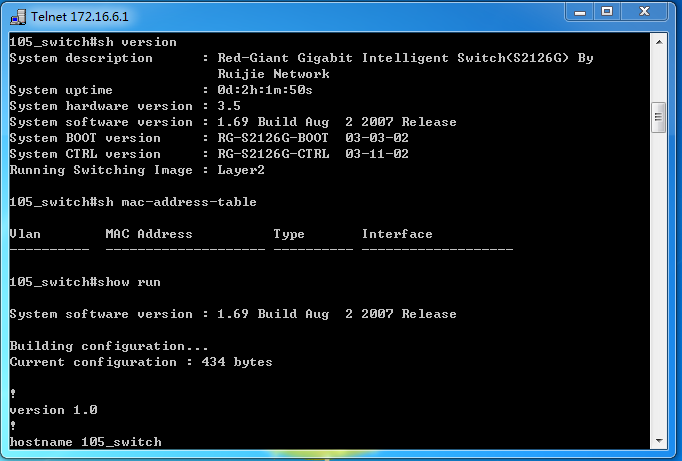 Telnet 172.16.6.1
105_switch#sh version
System description      : Red-Giant Gigabit Intelligent Switch(S2126G) By
                          Ruijie Network
System uptime           : 0d:2h:1m:50s
System hardware version : 3.5
System software version : 1.69 Build Aug  2 2007 Release
System BOOT version     : RG-S2126G-BOOT  03-03-02
System CTRL version     : RG-S2126G-CTRL  03-11-02
Running Switching Image : Layer2
105_switch#sh mac-address-table
Vlan        MAC Address          Type       Interface
----------  -------------------- ---------- -------------------
105_switch#show run
System software version : 1.69 Build Aug  2 2007 Release
Building configuration...
Current configuration : 434 bytes
!
version 1.0
!
hostname 105_switch